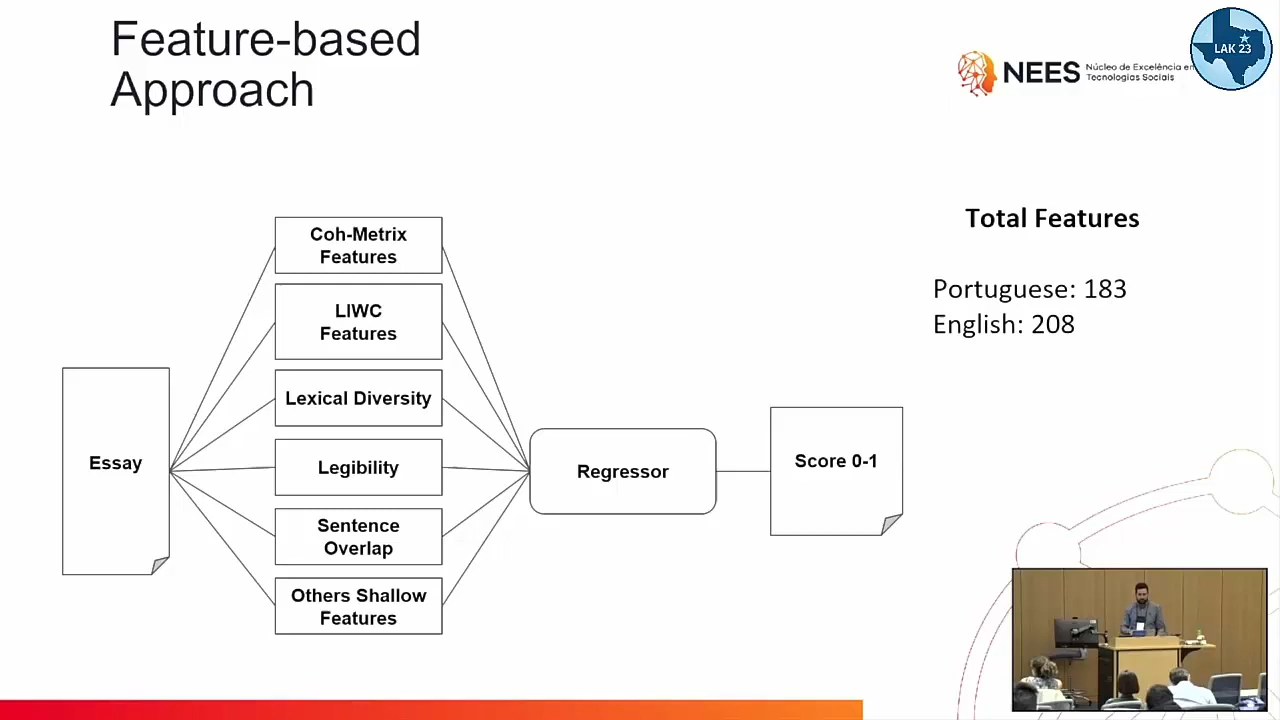 Feature-based
Approach
NEES
Núcleo de Excelência em
Tecnologias Sociais
LAK 23
Total Features
Portuguese: 183
English: 208
Essay
Coh-Metrix
Features
LIWC
Features
Lexical Diversity
Legibility
Sentence
Overlap
Others Shallow
Features
Regressor
Score 0-1